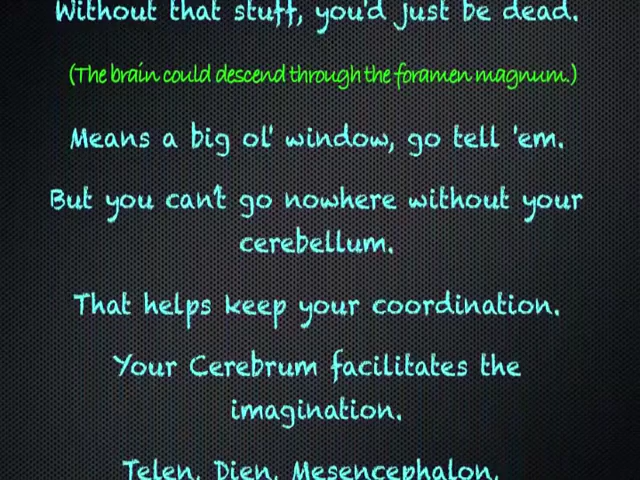 Without that stuff, you'd just be dead.
(The brain could descend through the foramen magnum.)
Means a big ol' window, go tell 'em.
But you can't go nowhere without your
cerebellum.
That helps keep your coordination.
Your Cerebrum facilitates the
imagination.
Telen, Dien, Mesencephalon,